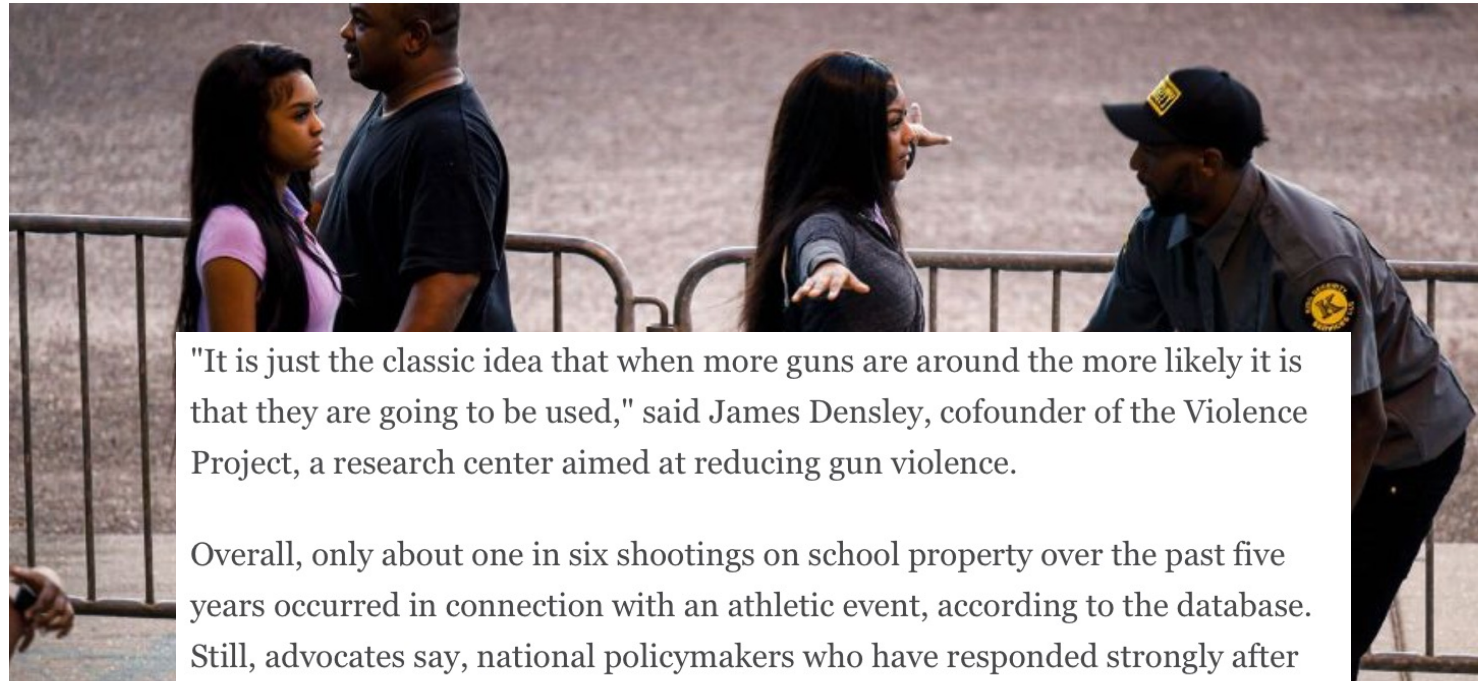 "It is just the classic idea that when more guns are around the more likely it is
that they are going to be used," said James Densley, cofounder of the Violence
Project, a research center aimed at reducing gun violence.
Overall, only about one in six shootings on school property over the past five
years occurred in connection with an athletic event, according to the database.
Still, advocates say, national policymakers who have responded strongly after